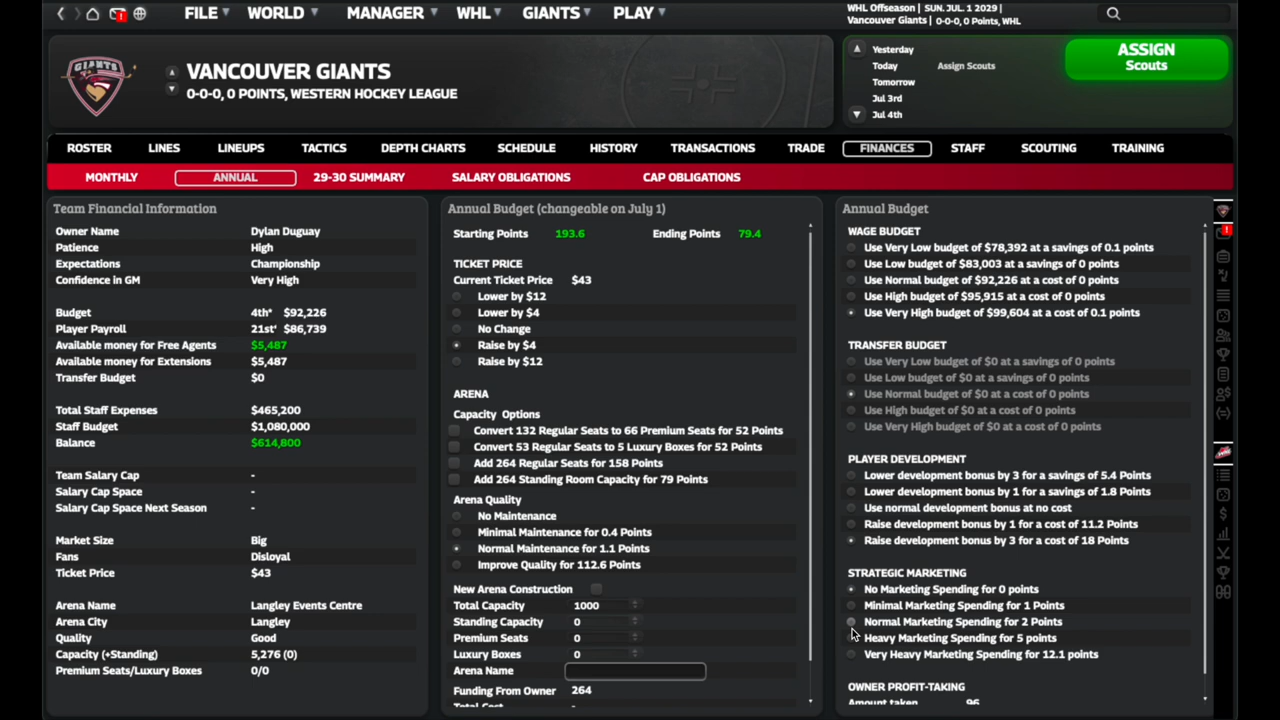 FILE WORLD MANAGER WHL GIANTS PLAY
WHL Offseason | SUN. JUL. 1 2029 |
Vancouver Giants | 0-0-0, 0 Points, WHL
GIANTS
VANCOUVER GIANTS
0-0-0, 0 POINTS, WESTERN HOCKEY LEAGUE
Yesterday
Today Assign Scouts
Tomorrow
Jul 3rd
Jul 4th
ASSIGN
Scouts
ROSTER LINES LINEUPS TACTICS DEPTH CHARTS SCHEDULE HISTORY TRANSACTIONS TRADE FINANCES STAFF SCOUTING TRAINING
MONTHLY ANNUAL 29-30 SUMMARY SALARY OBLIGATIONS CAP OBLIGATIONS
Team Financial Information
Owner Name Dylan Duguay
Patience High
Expectations Championship
Confidence in GM Very High
Budget 4th* $92,226
Player Payroll 21st* $86,739
Available money for Free Agents $5,487
Available money for Extensions $5,487
Transfer Budget $0
Total Staff Expenses $465,200
Staff Budget $1,080,000
Balance $614,800
Team Salary Cap -
Salary Cap Space -
Salary Cap Space Next Season -
Market Size Big
Fans Disloyal
Ticket Price $43
Arena Name Langley Events Centre
Arena City Langley
Quality Good
Capacity (+Standing) 5,276 (0)
Premium Seats/Luxury Boxes 0/0
Annual Budget (changeable on July 1)
Starting Points 193.6 Ending Points 79.4
TICKET PRICE
Current Ticket Price $43
Lower by $12
Lower by $4
No Change
Raise by $4
Raise by $12
ARENA
Capacity Options
Convert 132 Regular Seats to 66 Premium Seats for 52 Points
Convert 53 Regular Seats to 5 Luxury Boxes for 52 Points
Add 264 Regular Seats for 158 Points
Add 264 Standing Room Capacity for 79 Points
Arena Quality
No Maintenance
Minimal Maintenance for 0.4 Points
Normal Maintenance for 1.1 Points
Improve Quality for 112.6 Points
New Arena Construction
Total Capacity 1000
Standing Capacity 0
Premium Seats 0
Luxury Boxes 0
Arena Name
Funding From Owner 264
Total Cost -
Annual Budget
WAGE BUDGET
Use Very Low budget of $78,392 at a savings of 0.1 points
Use Low budget of $83,003 at a savings of 0 points
Use Normal budget of $92,226 at a cost of 0 points
Use High budget of $95,915 at a cost of 0 points
Use Very High budget of $99,604 at a cost of 0.1 points
TRANSFER BUDGET
Use Very Low budget of $0 at a savings of 0 points
Use Low budget of $0 at a savings of 0 points
Use Normal budget of $0 at a cost of 0 points
Use High budget of $0 at a cost of 0 points
Use Very High budget of $0 at a cost of 0 points
PLAYER DEVELOPMENT
Lower development bonus by 3 for a savings of 5.4 Points
Lower development bonus by 1 for a savings of 1.8 Points
Use normal development bonus at no cost
Raise development bonus by 1 for a cost of 11.2 Points
Raise development bonus by 3 for a cost of 18 Points
STRATEGIC MARKETING
No Marketing Spending for 0 points
Minimal Marketing Spending for 1 Points
Normal Marketing Spending for 2 Points
Heavy Marketing Spending for 5 points
Very Heavy Marketing Spending for 12.1 points
OWNER PROFIT-TAKING
Amount taken 96